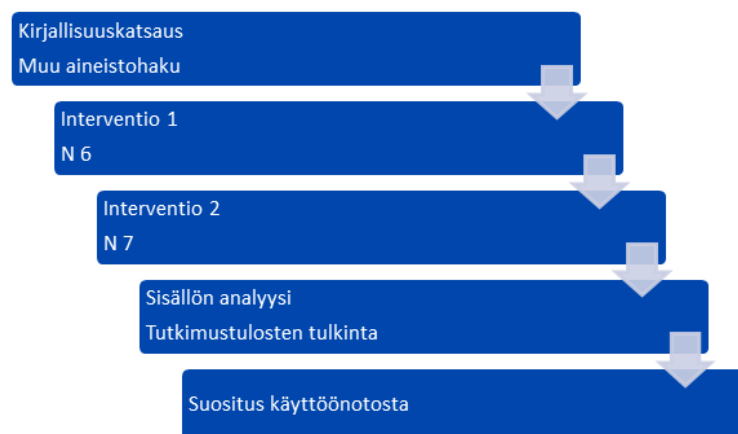 Kirjallisuuskatsaus
Muu aineistohaku
Interventio 1
N 6
Interventio 2
N 7
Sisällön analyysi
Tutkimustulosten tulkinta
Suositus käyttöönotosta